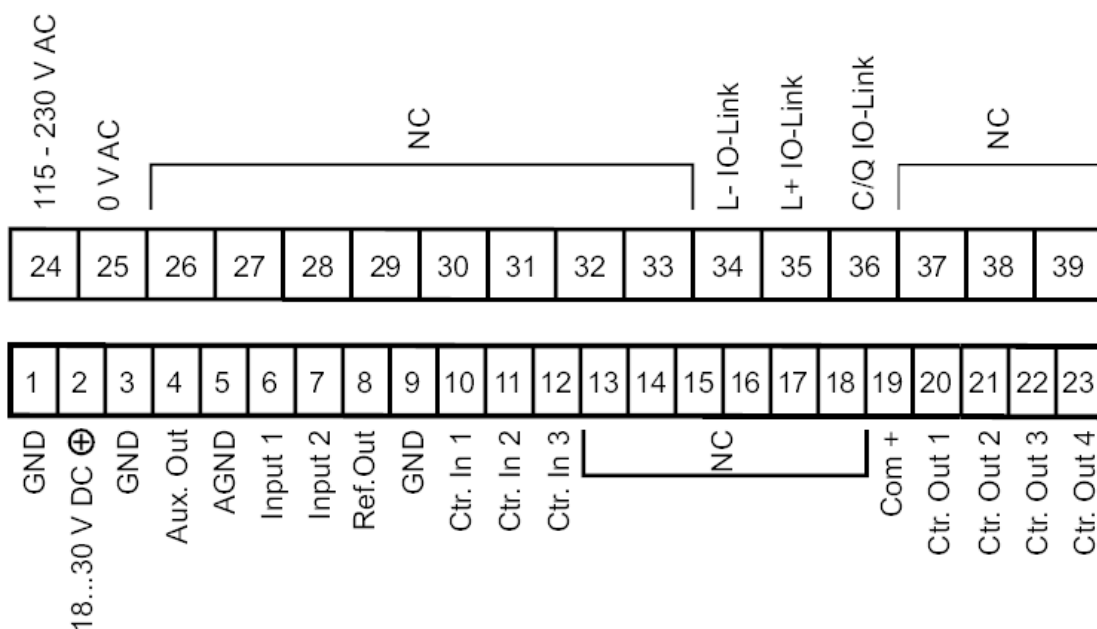 115 - 230 V AC
0 V AC
NC
L- IO-Link
L+ IO-Link
C/Q IO-Link
NC
24 25 26 27 28 29 30 31 32 33 34 35 36 37 38 39
1 2 3 4 5 6 7 8 9 10 11 12 13 14 15 16 17 18 19 20 21 22 23
GND
18...30 V DC ⊕
GND
Aux. Out
AGND
Input 1
Input 2
Ref.Out
GND
Ctr. In 1
Ctr. In 2
Ctr. In 3
NC
Com +
Ctr. Out 1
Ctr. Out 2
Ctr. Out 3
Ctr. Out 4